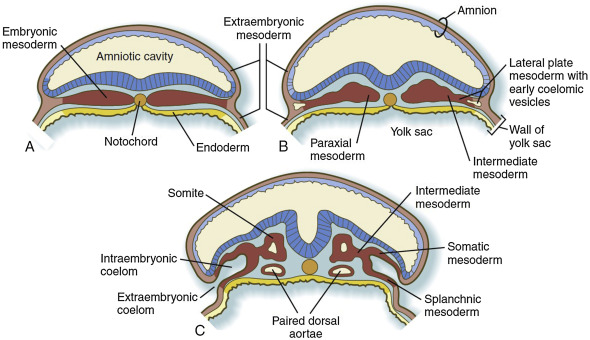 Embryonic
mesoderm
Amniotic cavity
Extraembryonic
mesoderm
Notochord
Endoderm
A
Amnion
Lateral plate
mesoderm with
early coelomic
vesicles
Wall of
yolk sac
Intermediate
mesoderm
Yolk sac
Paraxial
mesoderm
B
Somite
Intraembryonic
coelom
Extraembryonic
coelom
Intermediate
mesoderm
Somatic
mesoderm
Splanchnic
mesoderm
Paired dorsal
aortae
C